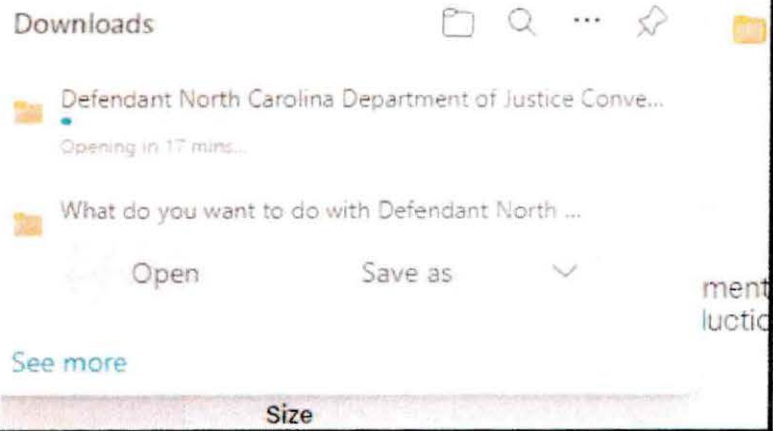 Downloads
...
Defendant North Carolina Department of Justice Conve...
Opening in 17 mins...
What do you want to do with Defendant North ...
Open
Save as
ment
luctic
See more
Size